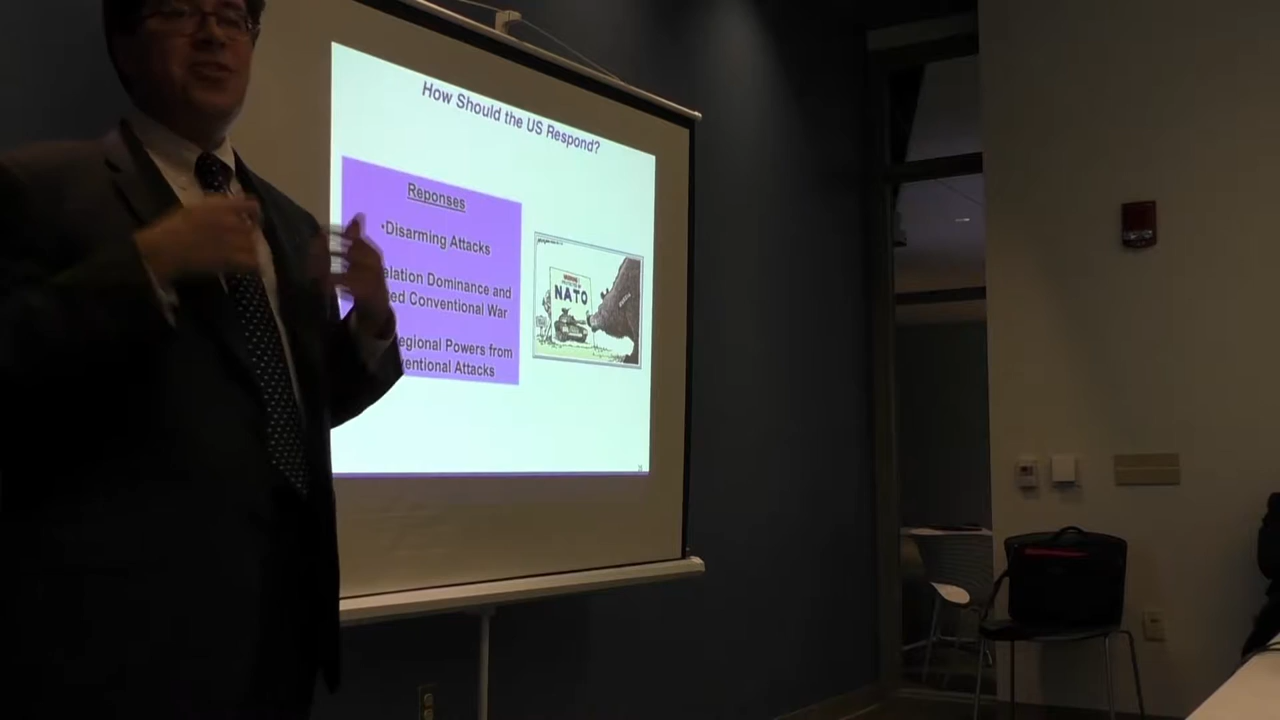 How Should the US Respond?
Reponses
•Disarming Attacks
alation Dominance and
ed Conventional War
egional Powers from
ventional Attacks
NATO